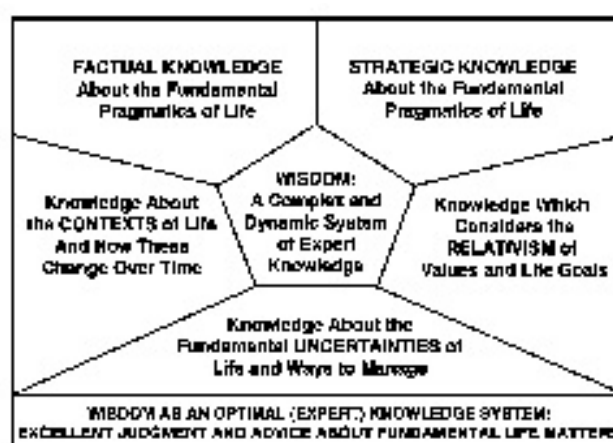 FACTUAL KNOWLEDGE
About the Fundamental
Pragmatics of Life
STRATEGIC KNOWLEDGE
About the Fundamental
Pragmatics of Life
Knowledge About
the CONTEXTS of Life
And How These
Change Over Time
WISDOM:
A Complex and
Dynamic System
of Expert
Knowledge
Knowledge Which
Considers the
RELATIVISM of
Values and Life Goals
Knowledge About the
Fundamental UNCERTAINTIES of
Life and Ways to Manage
WISDOM AS AN OPTIMAL (EXPERT) KNOWLEDGE SYSTEM:
EXCELLENT JUDGMENT AND ADVICE ABOUT FUNDAMENTAL LIFE MATTER